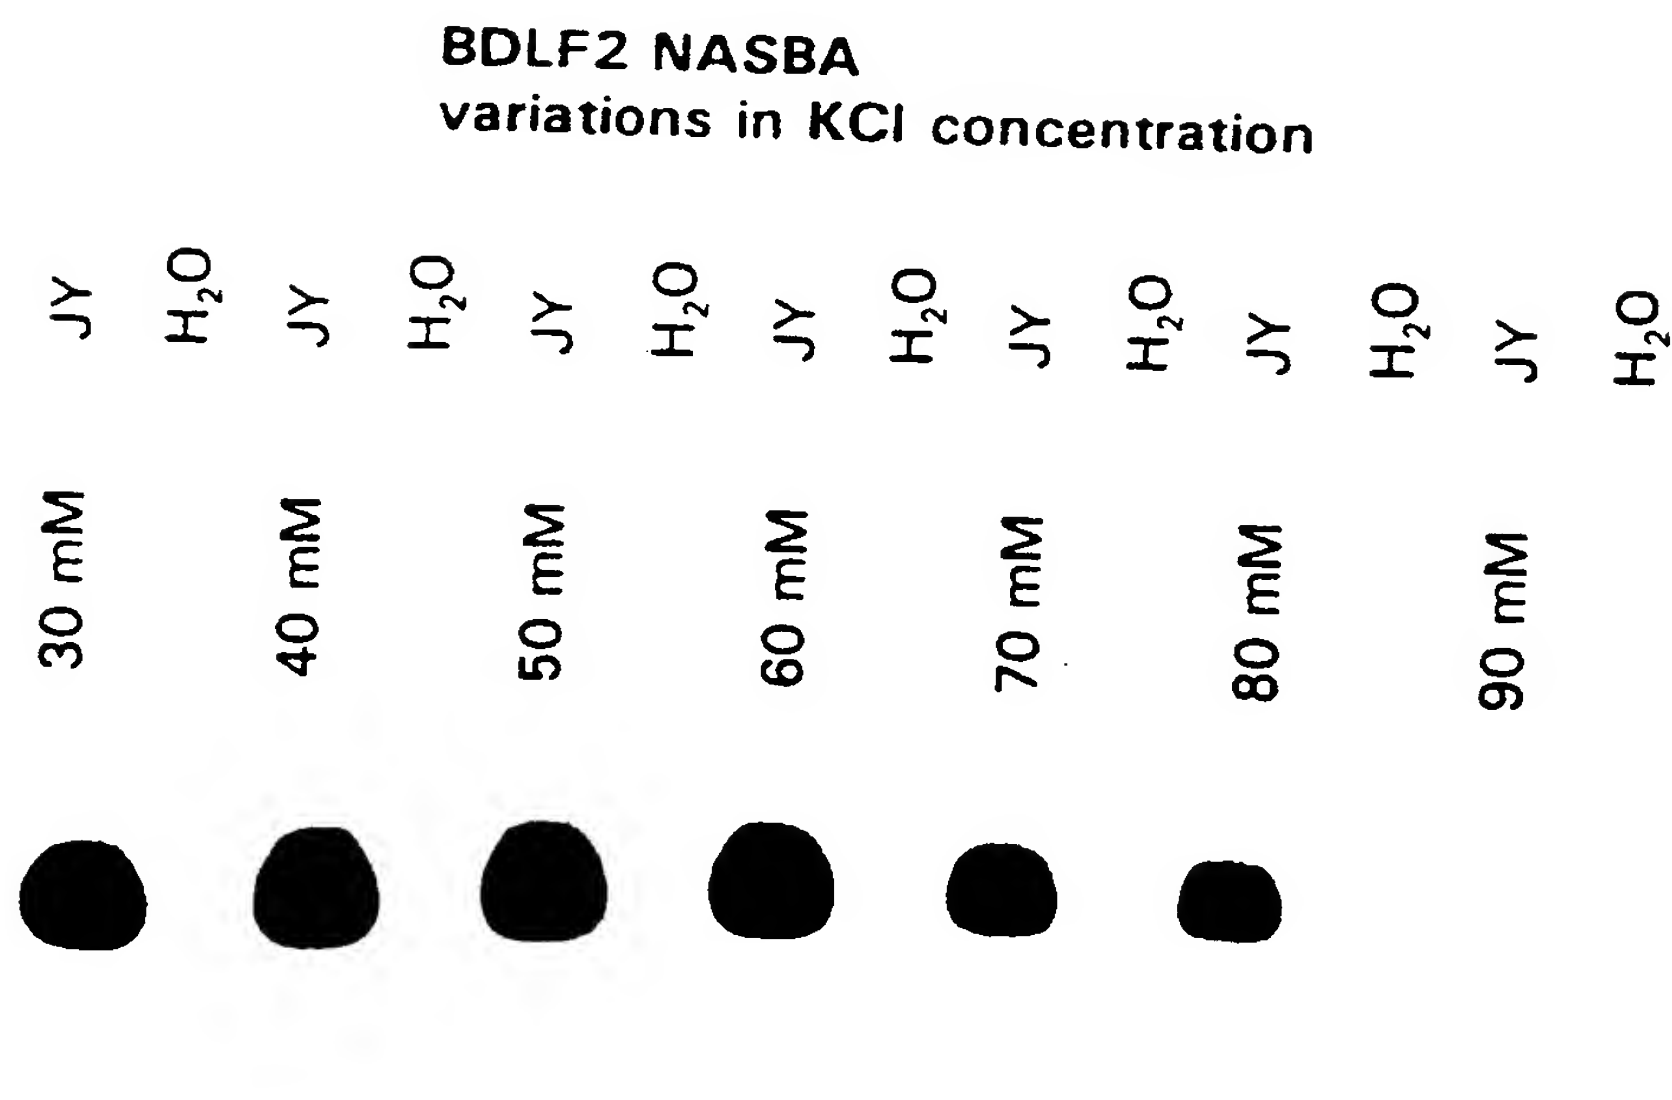 BDLF2 NASBA
variations in KCl concentration
JY H₂O JY H₂O JY H₂O JY H₂O JY H₂O JY H₂O JY H₂O
30 mM 40 mM 50 mM 60 mM 70 mM 80 mM 90 mM